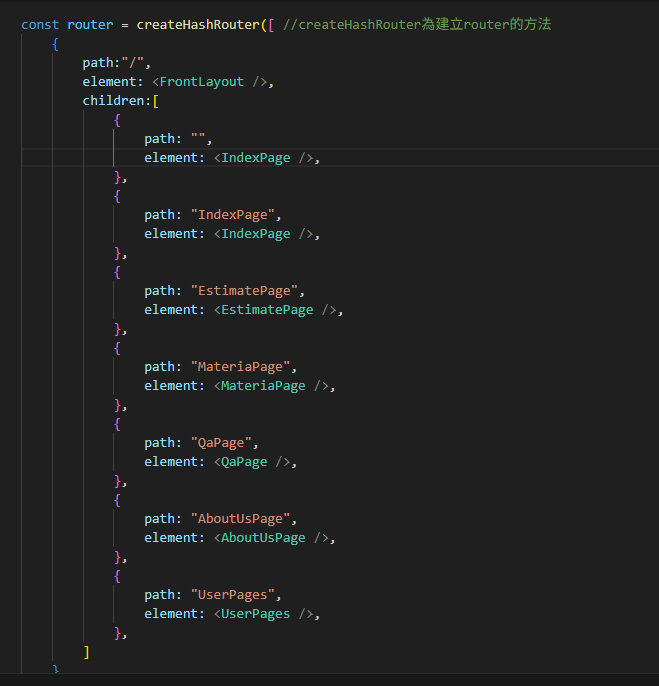 const router = createHashRouter([ //createHashRouter為建立router的方法
{
path:"/",
element: <FrontLayout />,
children:[
{
path: "",
element: <IndexPage />,
},
{
path: "IndexPage",
element: <IndexPage />,
},
{
path: "EstimatePage",
element: <EstimatePage />,
},
{
path: "MateriaPage",
element: <MateriaPage />,
},
{
path: "QaPage",
element: <QaPage />,
},
{
path: "AboutUsPage",
element: <AboutUsPage />,
},
{
path: "UserPages",
element: <UserPages />,
},
]
}